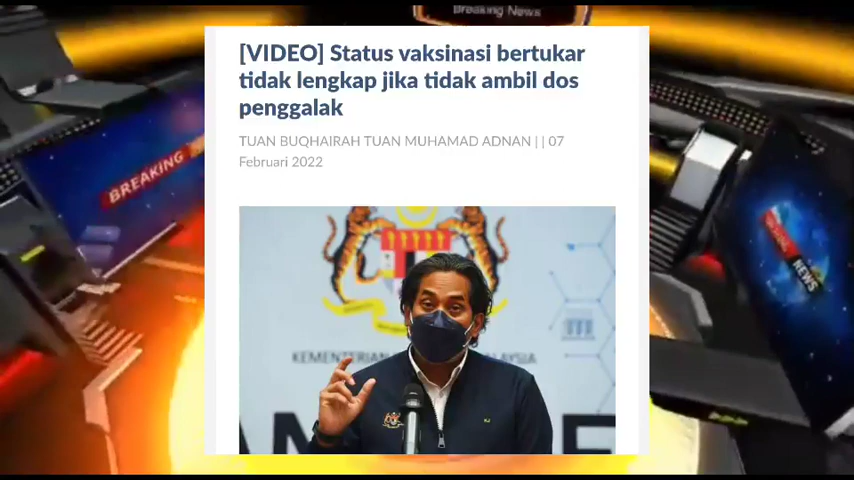 Breaking News
[VIDEO] Status vaksinasi bertukar
tidak lengkap jika tidak ambil dos
penggalak
TUAN BUQHAIRAH TUAN MUHAMAD ADNAN | | 07
Februari 2022
BREAKING
NEWS
KEMENTERIAN
MALAYSIA